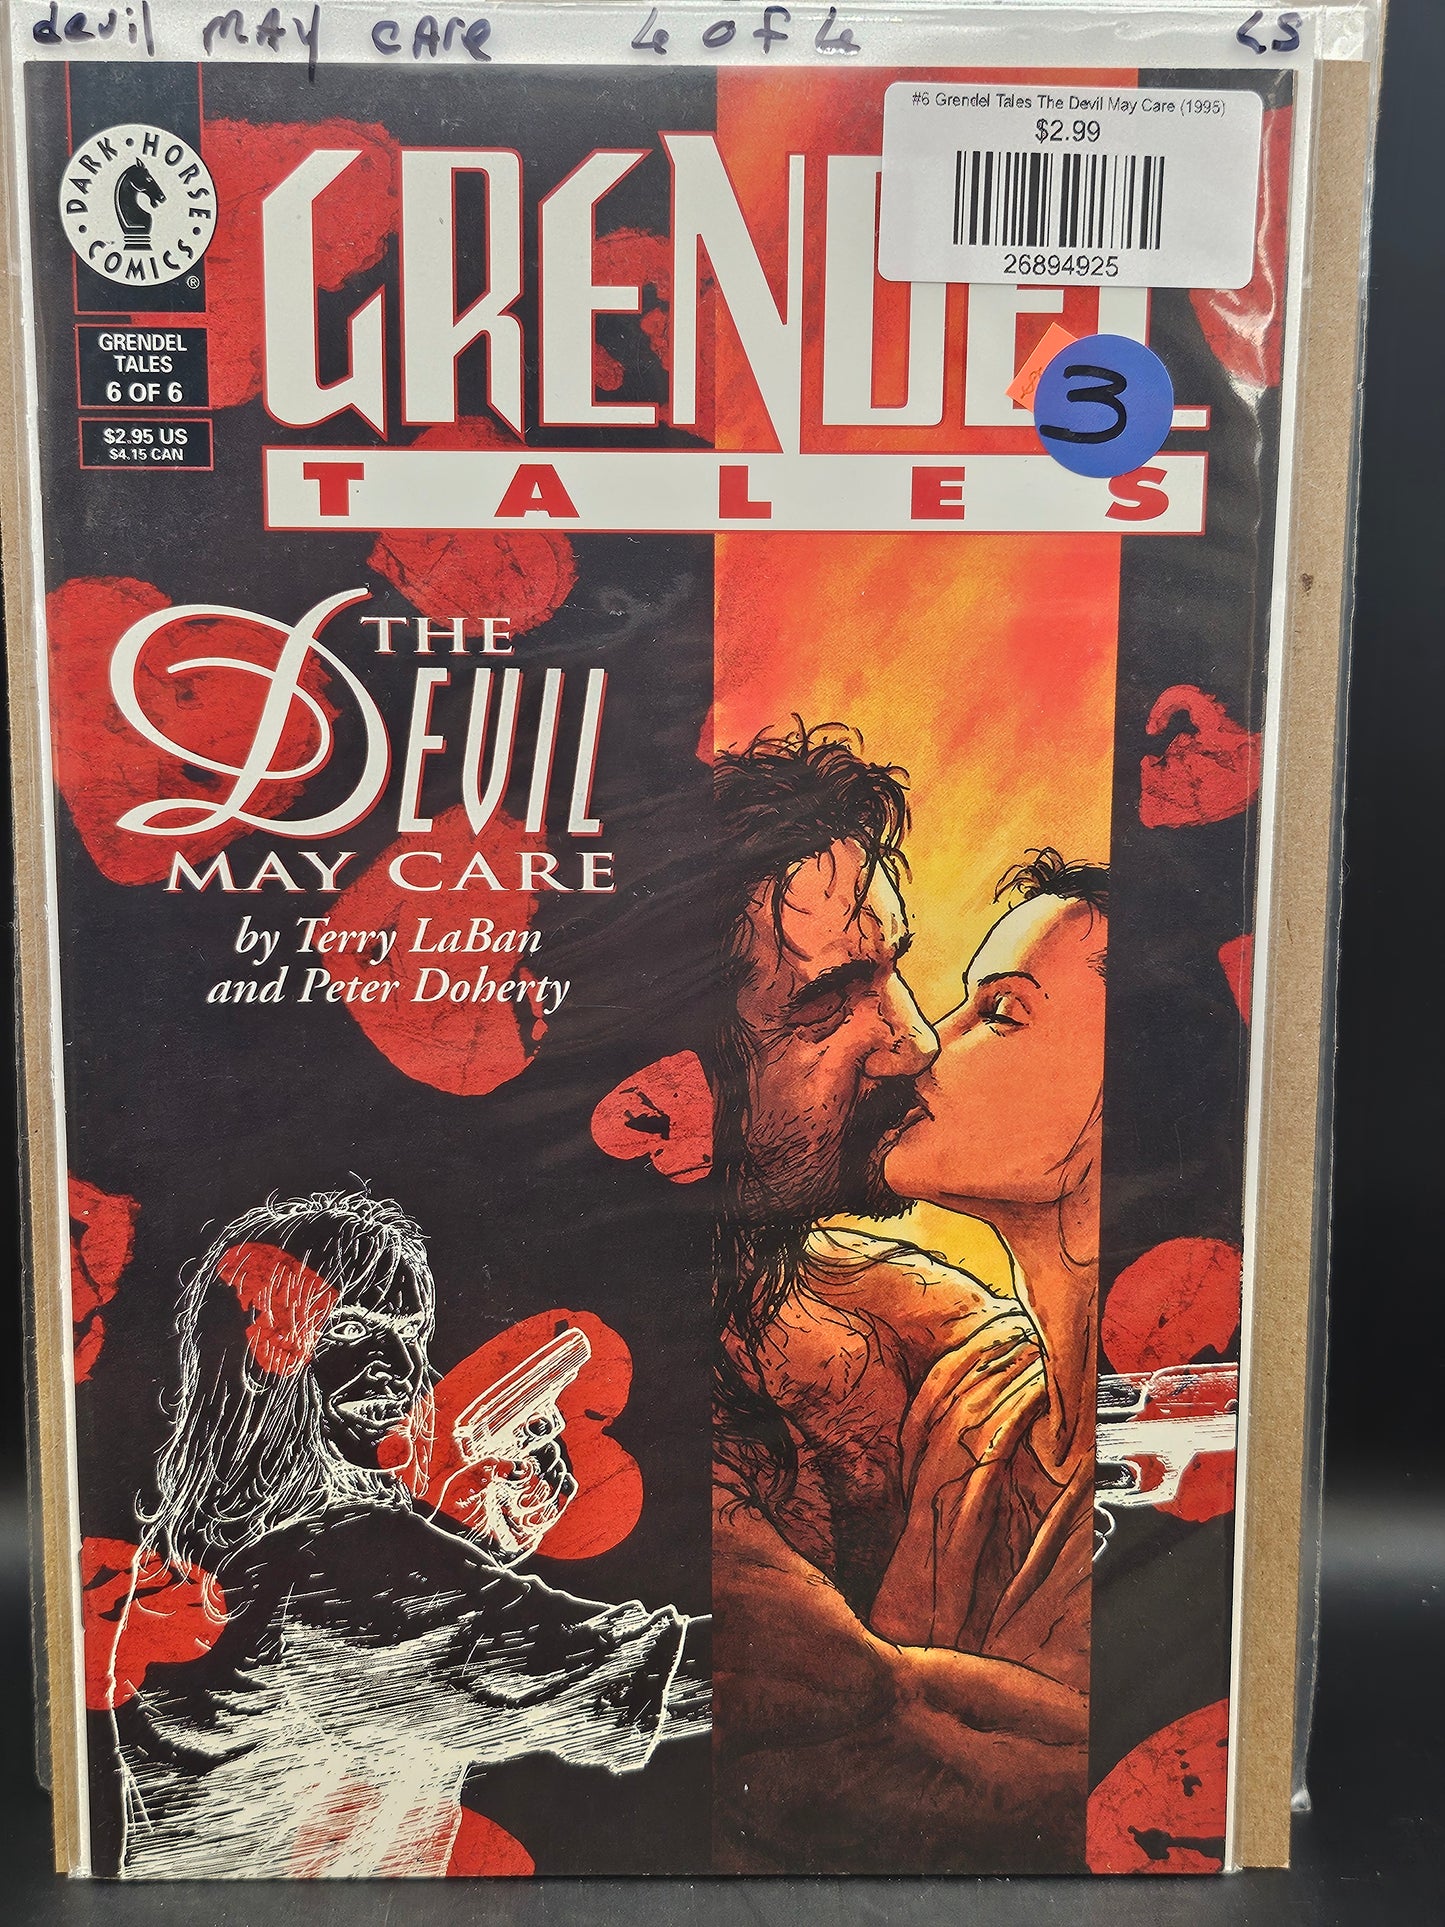 devil MAY CARE 6 of 6 LS
#6 Grendel Tales The Devil May Care (1995)
$2.99
26894925
DARK·HORSE
·COMICS·
®
GRENDEL
TALES
6 OF 6
$2.95 US
$4.15 CAN
GRENDEL
3
TALES
THE
DEVIL
MAY CARE
by Terry LaBan
and Peter Doherty